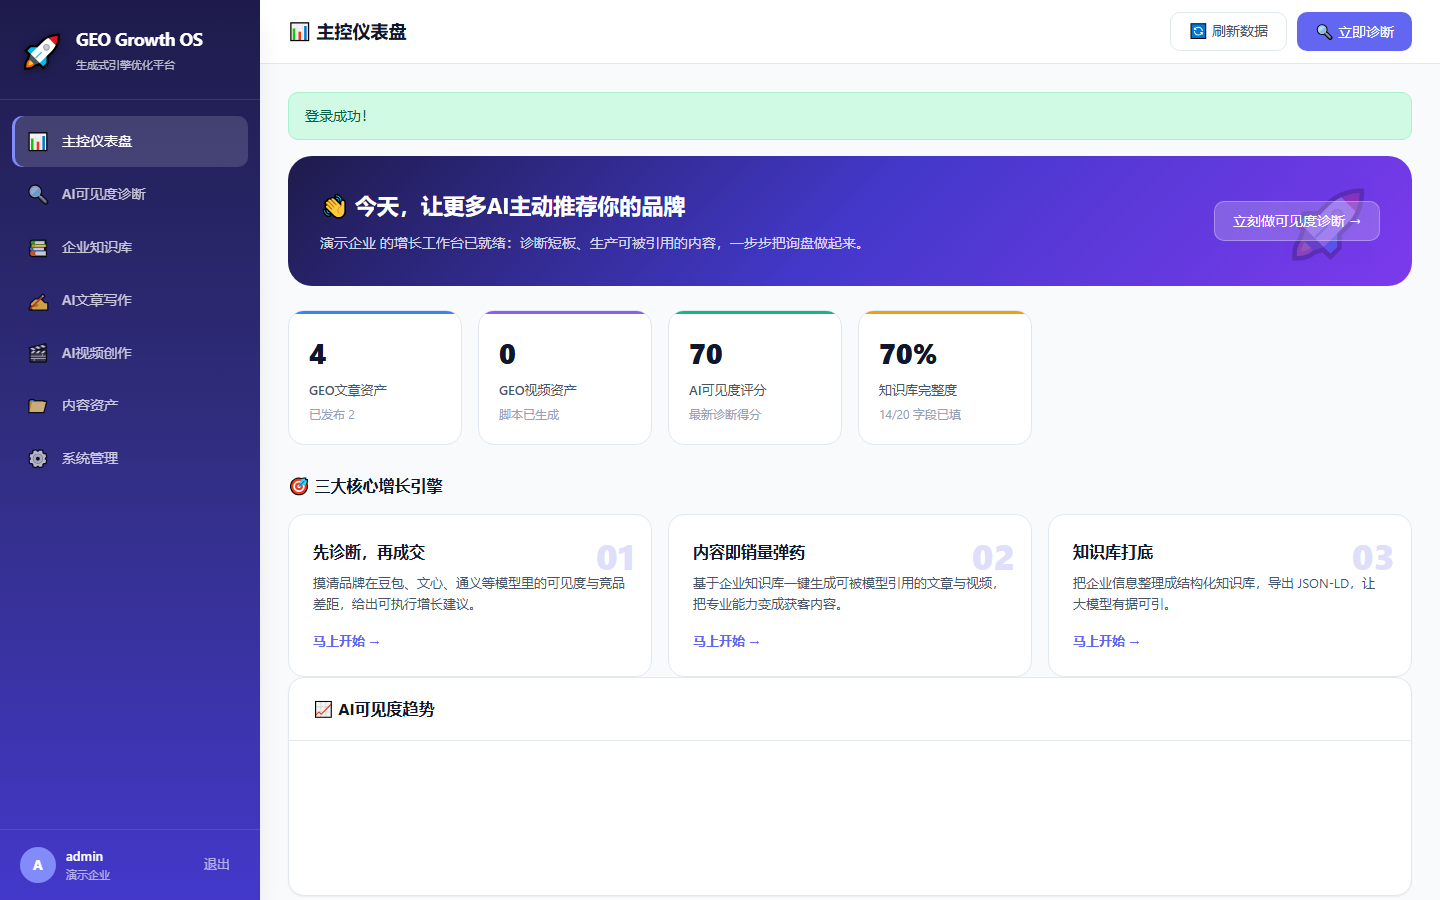 GEO Growth OS
生成式引擎优化平台
主控仪表盘
AI可见度诊断
企业知识库
AI文章写作
AI视频创作
内容资产
系统管理
A
admin
演示企业
退出
主控仪表盘
刷新数据
立即诊断
登录成功!
今天，让更多AI主动推荐你的品牌
演示企业 的增长工作台已就绪：诊断短板、生产可被引用的内容，一步步把询盘做起来。
立刻做可见度诊断 →
4
GEO文章资产
已发布 2
0
GEO视频资产
脚本已生成
70
AI可见度评分
最新诊断得分
70%
知识库完整度
14/20 字段已填
三大核心增长引擎
01
先诊断，再成交
摸清品牌在豆包、文心、通义等模型里的可见度与竞品
差距，给出可执行增长建议。
马上开始 →
02
内容即销量弹药
基于企业知识库一键生成可被模型引用的文章与视频，
把专业能力变成获客内容。
马上开始 →
03
知识库打底
把企业信息整理成结构化知识库，导出 JSON-LD，让
大模型有据可引。
马上开始 →
AI可见度趋势